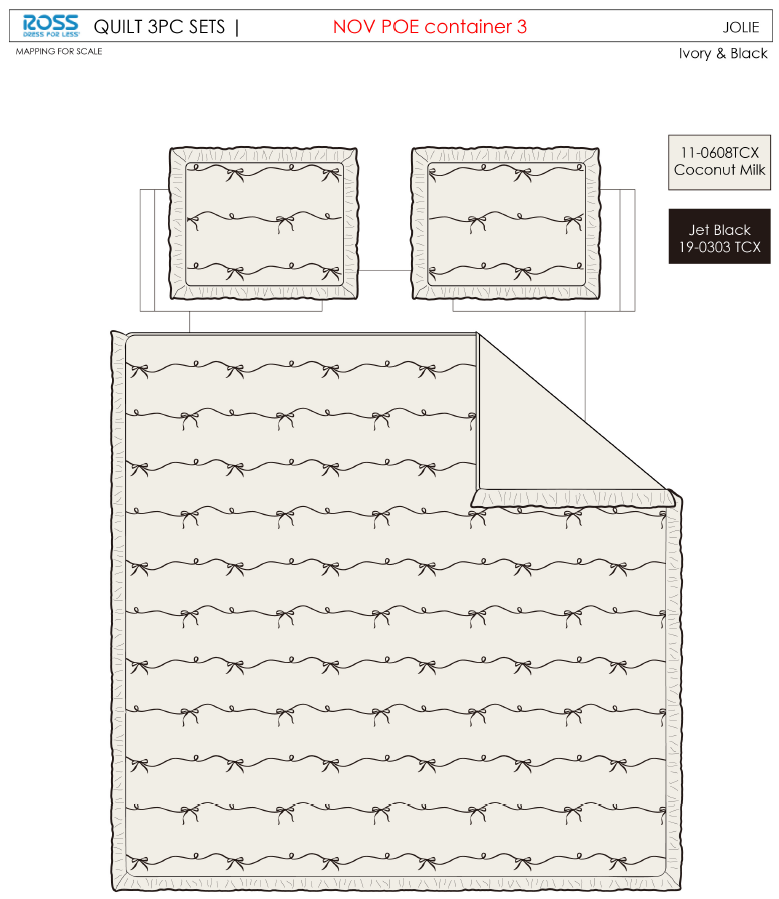 ROSS
DRESS FOR LESS
QUILT 3PC SETS |
NOV POE container 3
JOLIE
MAPPING FOR SCALE
Ivory & Black
11-0608TCX
Coconut Milk
Jet Black
19-0303 TCX